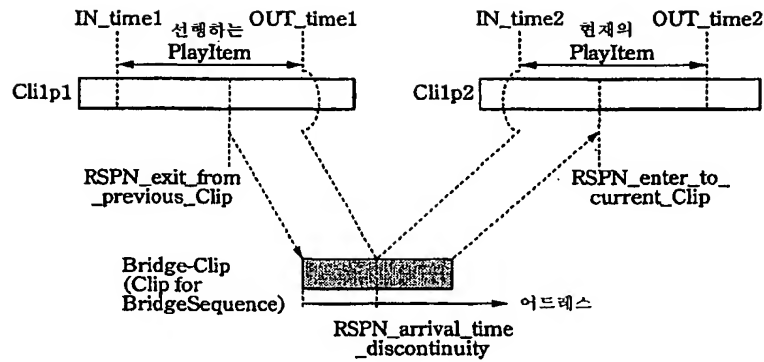 IN_time1
선행하는
PlayItem
OUT_time1
IN_time2
현재의
PlayItem
OUT_time2
Cli1p1
Cli1p2
RSPN_exit_from
_previous_Clip
RSPN_enter_to_
current_Clip
Bridge-Clip
(Clip for
BridgeSequence)
어드레스
RSPN_arrival_time
_discontinuity